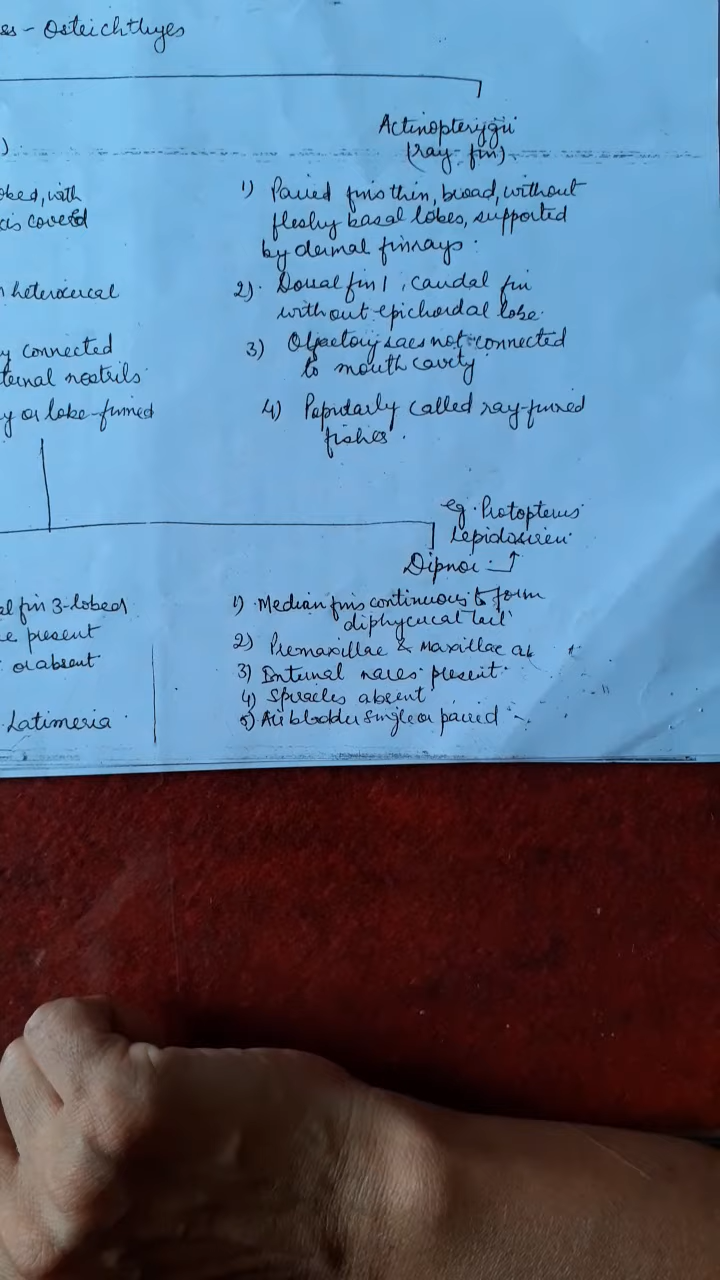 es - Osteichthyes
Actinopterygii
(ray-fin)
).
obed, with
1) Paired fins thin, broad, without
cis covered
fleshy basal lobes, supported
by dermal finrays.
heterocercal
2) Dorsal fin 1, caudal fin
without epichordal lobe.
y connected
3) Olfactory sacs not connected
ternal nostrils
to mouth cavity
y or lobe-finned
4) Popularly called ray-finned
fishes.
eg. Protopterus
Lepidosiren
Dipnoi
al fin 3-lobed
1) Median fins continuous to form
diphycercal tail
e present
2) Premaxillae & Maxillae ab
or absent
3) Internal nares present.
4) Spiracles absent
Latimeria
5) Air bladder single or paired